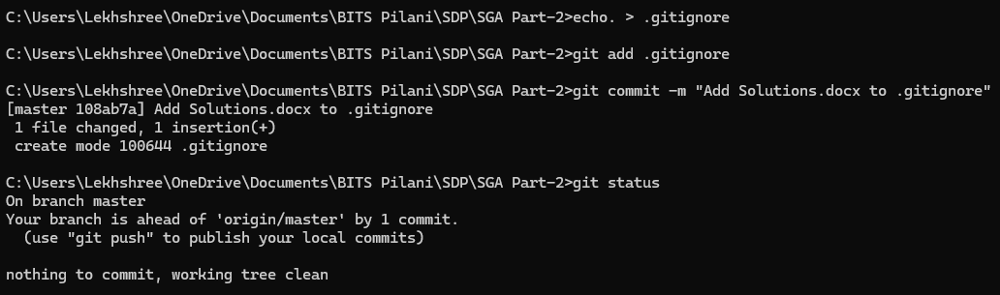 C:\Users\Lekhshree\OneDrive\Documents\BITS Pilani\SDP\SGA Part-2>echo. > .gitignore
C:\Users\Lekhshree\OneDrive\Documents\BITS Pilani\SDP\SGA Part-2>git add .gitignore
C:\Users\Lekhshree\OneDrive\Documents\BITS Pilani\SDP\SGA Part-2>git commit -m "Add Solutions.docx to .gitignore"
[master 108ab7a] Add Solutions.docx to .gitignore
 1 file changed, 1 insertion(+)
 create mode 100644 .gitignore
C:\Users\Lekhshree\OneDrive\Documents\BITS Pilani\SDP\SGA Part-2>git status
On branch master
Your branch is ahead of 'origin/master' by 1 commit.
  (use "git push" to publish your local commits)
nothing to commit, working tree clean